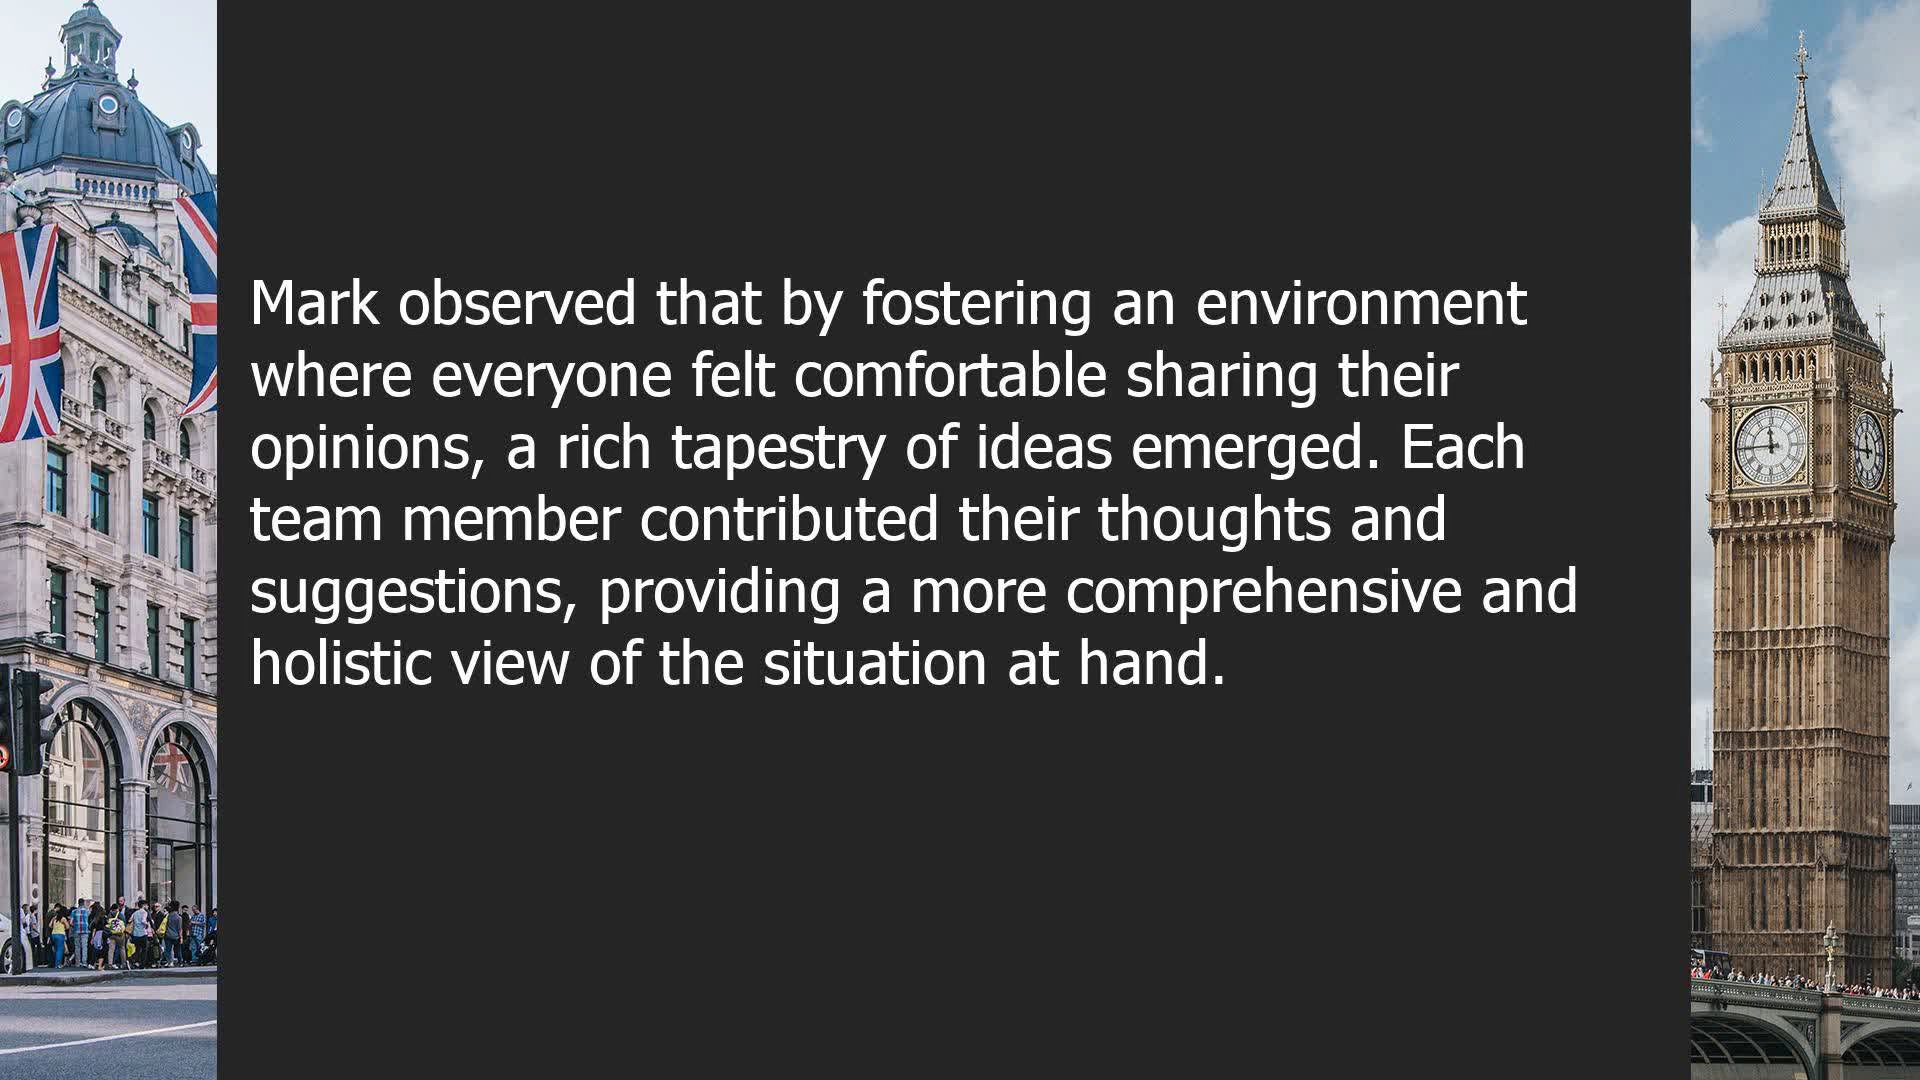 Mark observed that by fostering an environment
where everyone felt comfortable sharing their
opinions, a rich tapestry of ideas emerged. Each
team member contributed their thoughts and
suggestions, providing a more comprehensive and
holistic view of the situation at hand.